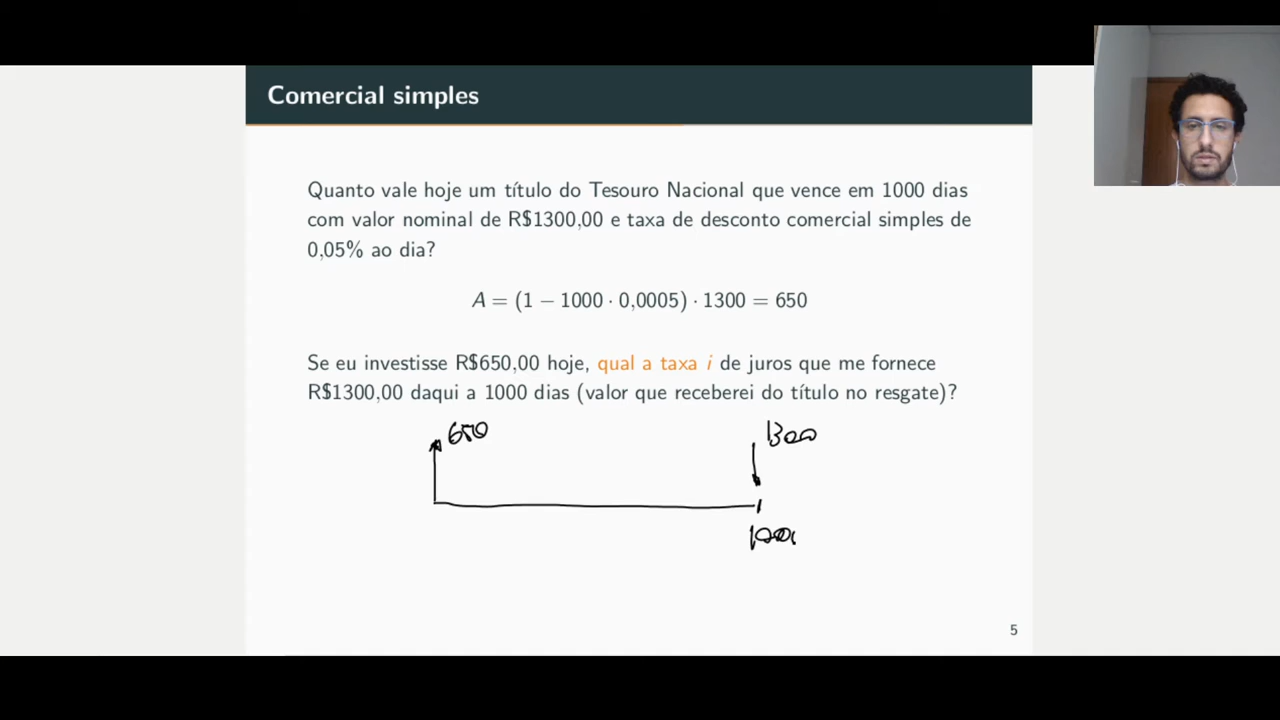 Comercial simples
Quanto vale hoje um título do Tesouro Nacional que vence em 1000 dias
com valor nominal de R$1300,00 e taxa de desconto comercial simples de
0,05% ao dia?
A = (1 − 1000 · 0,0005) · 1300 = 650
Se eu investisse R$650,00 hoje, qual a taxa i de juros que me fornece
R$1300,00 daqui a 1000 dias (valor que receberei do título no resgate)?
650
1300
1000
5